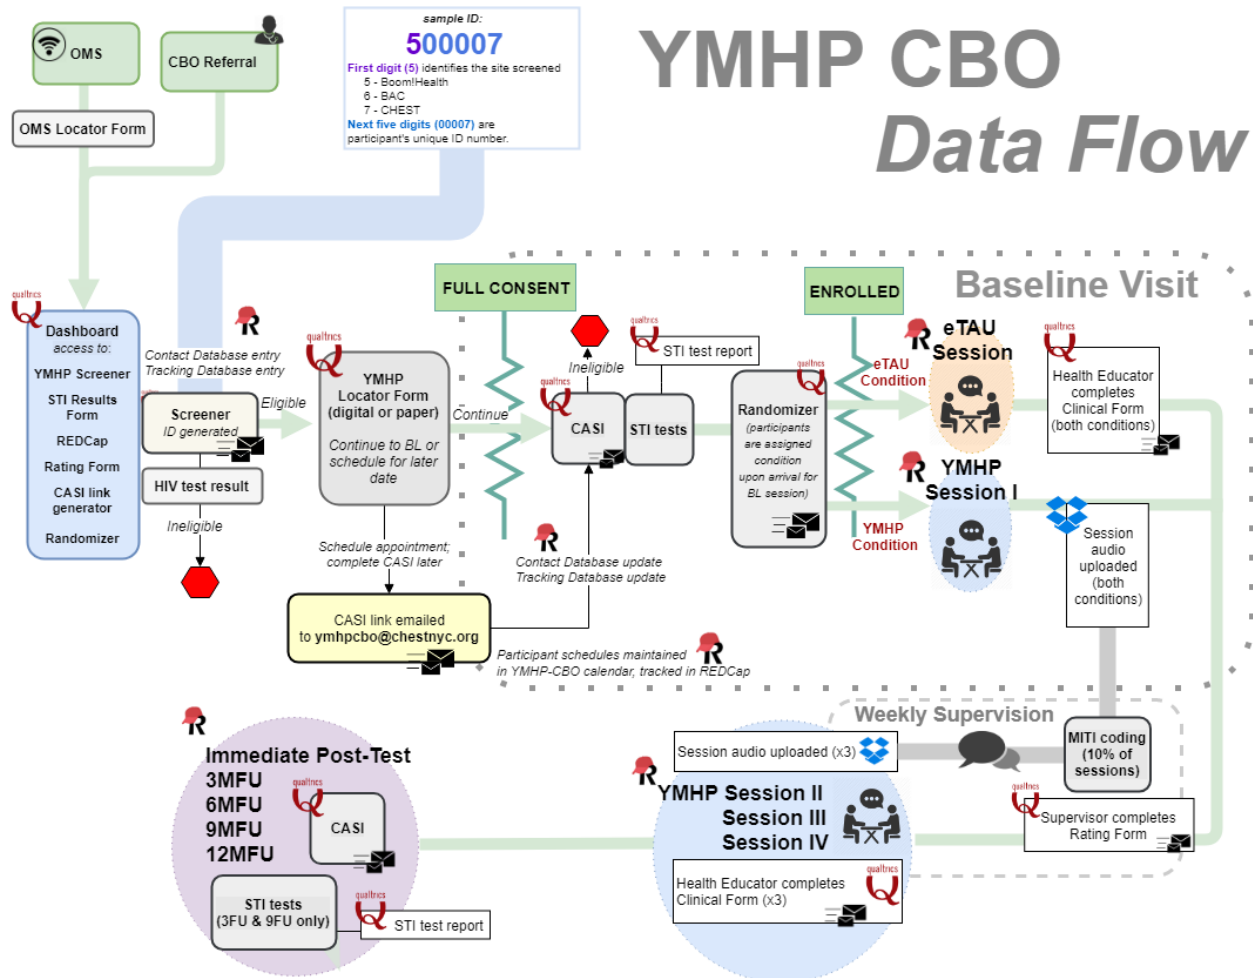 OMS
CBO Referral
OMS Locator Form
sample ID:
500007
First digit (5) identifies the site screened
5 - Boom!Health
6 - BAC
7 - CHEST
Next five digits (00007) are
participant's unique ID number.
YMHP CBO
Data Flow
qualtrics
Dashboard
access to:
YMHP Screener
STI Results
Form
REDCap
Rating Form
CASI link
generator
Randomizer
R
Contact Database entry
Tracking Database entry
Screener
ID generated
HIV test result
Ineligible
Eligible
qualtrics
YMHP
Locator Form
(digital or paper)
Continue to BL or
schedule for later
date
Continue
FULL CONSENT
Schedule appointment;
complete CASI later
CASI link emailed
to ymhpcbo@chestnyc.org
R
Contact Database update
Tracking Database update
Participant schedules maintained
in YMHP-CBO calendar, tracked in REDCap
R
Baseline Visit
Ineligible
qualtrics
CASI
STI tests
qualtrics
STI test report
qualtrics
Randomizer
(participants
are assigned
condition
upon arrival for
BL session)
ENROLLED
eTAU
Condition
YMHP
Condition
R
eTAU
Session
R
YMHP
Session I
qualtrics
Health Educator
completes
Clinical Form
(both conditions)
Session
audio
uploaded
(both
conditions)
Weekly Supervision
MITI coding
(10% of
sessions)
qualtrics
Supervisor completes
Rating Form
Session audio uploaded (x3)
R
YMHP Session II
Session III
Session IV
Health Educator completes
Clinical Form (x3)
qualtrics
R
Immediate Post-Test
3MFU
6MFU
9MFU
12MFU
qualtrics
CASI
STI tests
(3FU & 9FU only)
qualtrics
STI test report